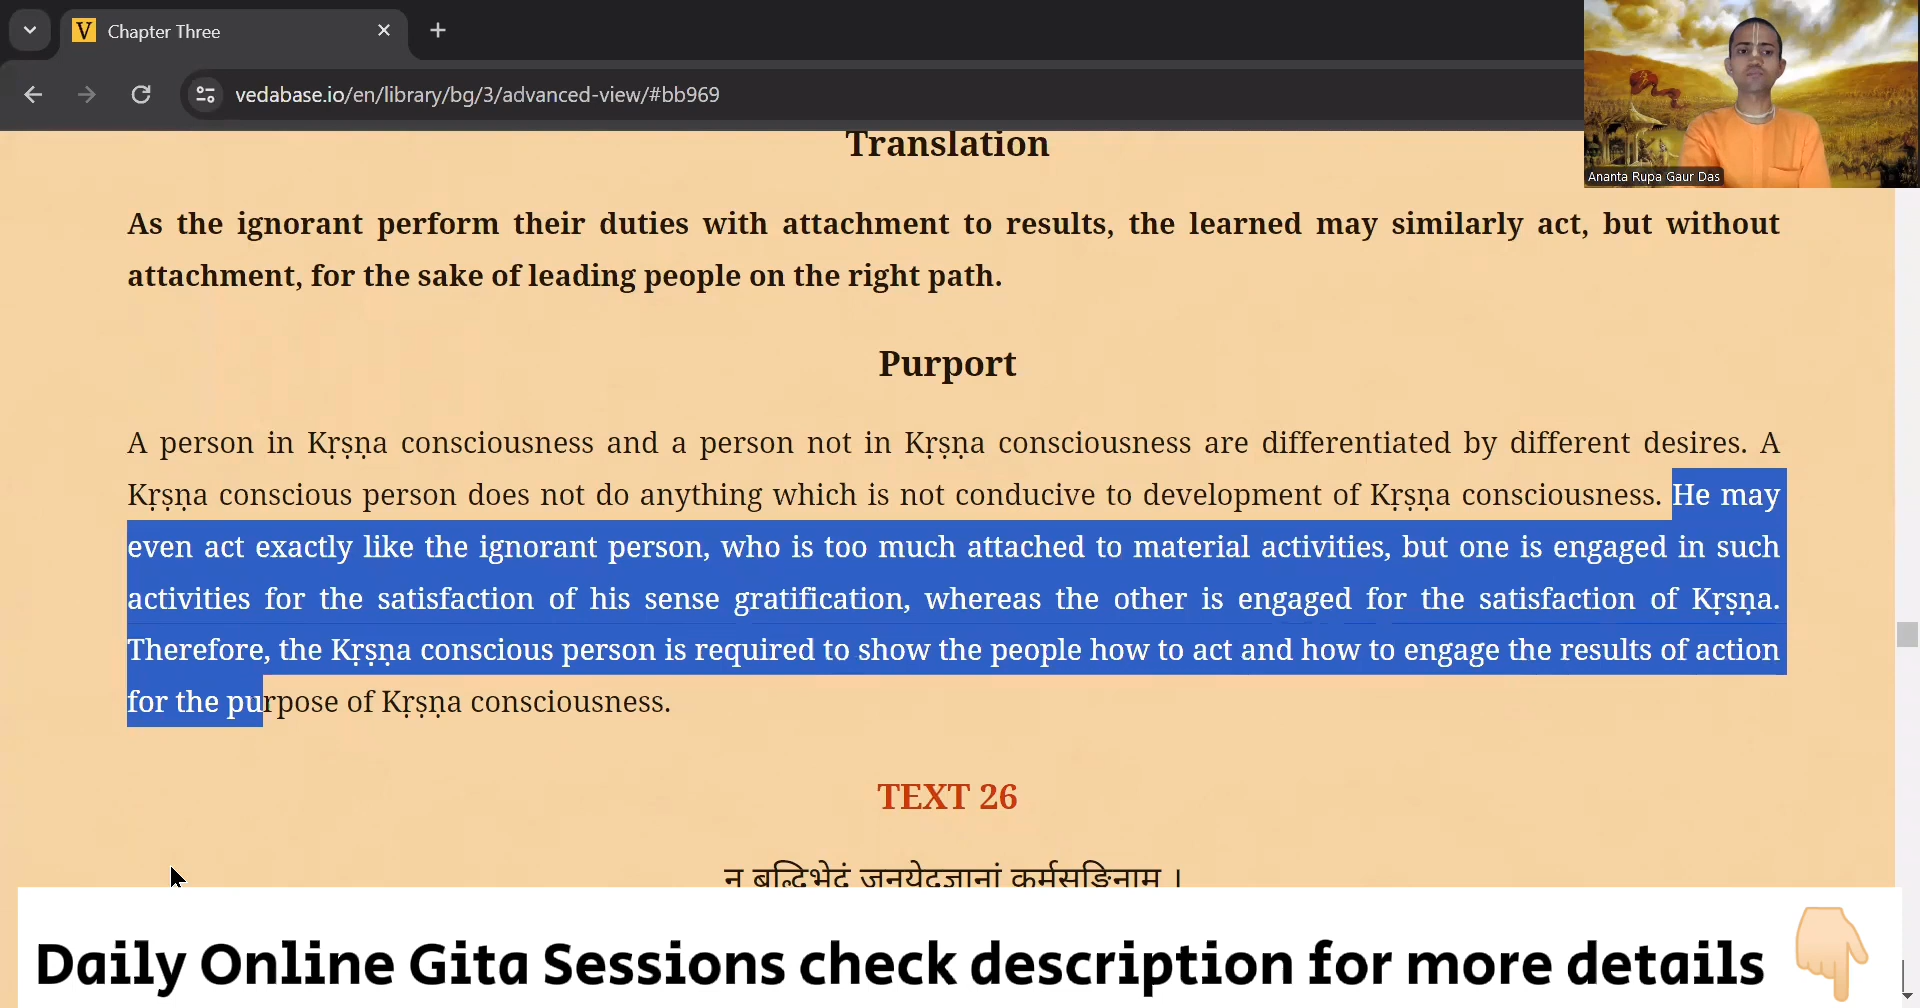 Chapter Three
vedabase.io/en/library/bg/3/advanced-view/#bb969
Ananta Rupa Gaur Das
Translation
As the ignorant perform their duties with attachment to results, the learned may similarly act, but without
attachment, for the sake of leading people on the right path.
Purport
A person in Kṛṣṇa consciousness and a person not in Kṛṣṇa consciousness are differentiated by different desires. A
Kṛṣṇa conscious person does not do anything which is not conducive to development of Kṛṣṇa consciousness. He may
even act exactly like the ignorant person, who is too much attached to material activities, but one is engaged in such
activities for the satisfaction of his sense gratification, whereas the other is engaged for the satisfaction of Kṛṣṇa.
Therefore, the Kṛṣṇa conscious person is required to show the people how to act and how to engage the results of action
for the purpose of Kṛṣṇa consciousness.
TEXT 26
न बुद्धिभेदं जनयेदज्ञानां कर्मसङ्गिनाम् ।
Daily Online Gita Sessions check description for more details